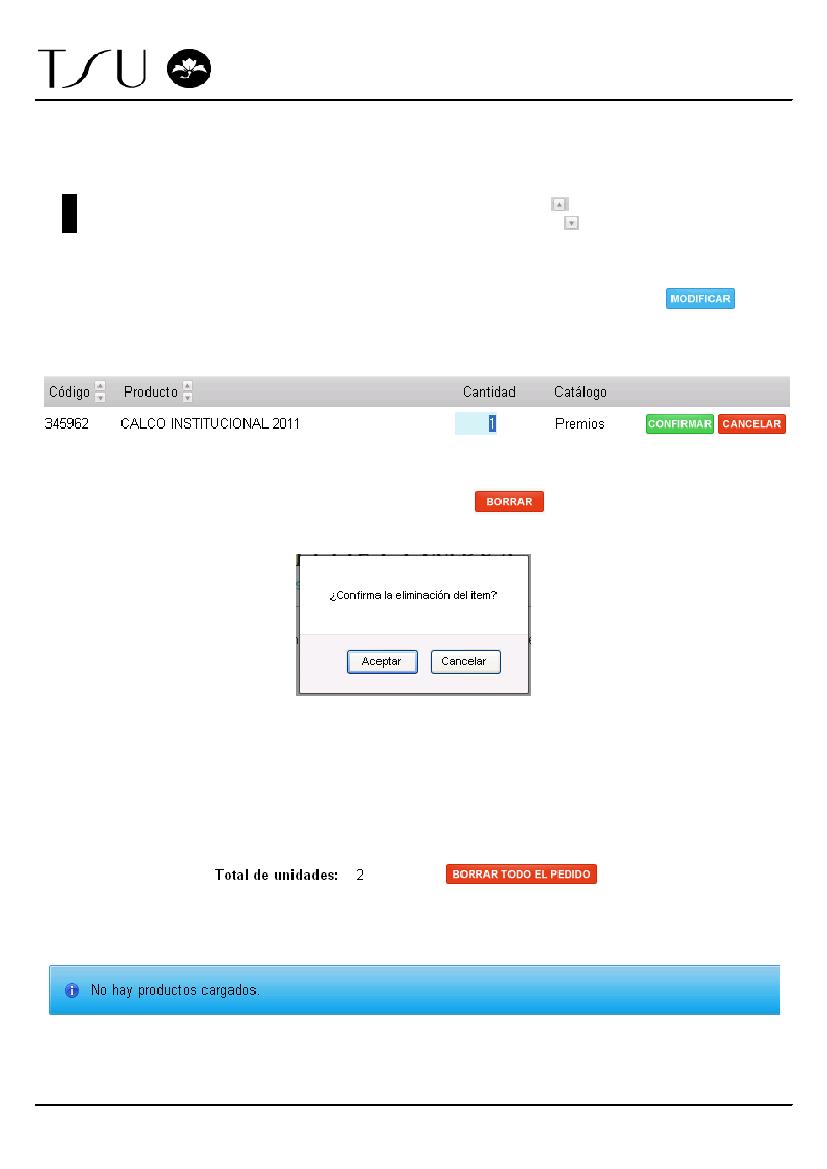 TSU
MODIFICAR
Código Producto Cantidad Catálogo
345962 CALCO INSTITUCIONAL 2011 1 Premios CONFIRMAR CANCELAR
BORRAR
¿Confirma la eliminación del item?
Aceptar Cancelar
Total de unidades: 2 BORRAR TODO EL PEDIDO
No hay productos cargados.